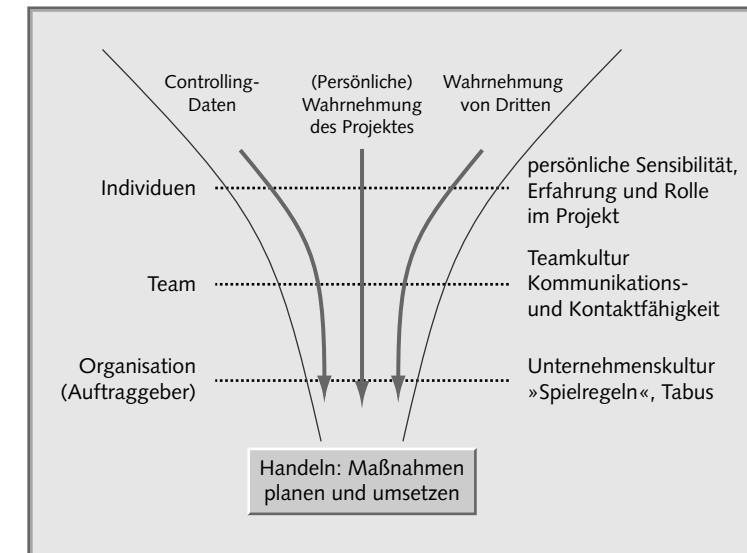 Controlling-
Daten
(Persönliche)
Wahrnehmung
des Projektes
Wahrnehmung
von Dritten
Individuen
persönliche Sensibilität,
Erfahrung und Rolle
im Projekt
Team
Teamkultur
Kommunikations-
und Kontaktfähigkeit
Organisation
(Auftraggeber)
Unternehmenskultur
»Spielregeln«, Tabus
Handeln: Maßnahmen
planen und umsetzen